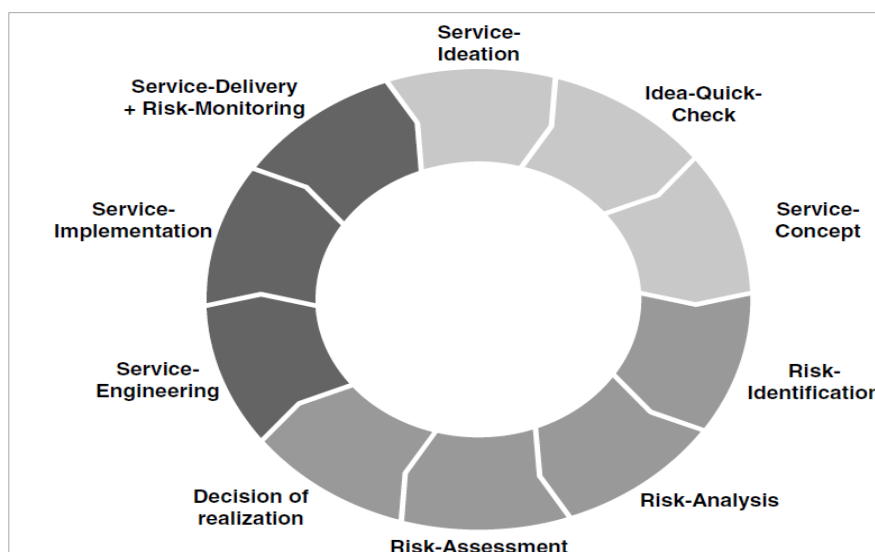 Service-
Ideation
Idea-Quick-
Check
Service-
Concept
Risk-
Identification
Risk-Analysis
Risk-Assessment
Decision of
realization
Service-
Engineering
Service-
Implementation
Service-Delivery
+ Risk-Monitoring